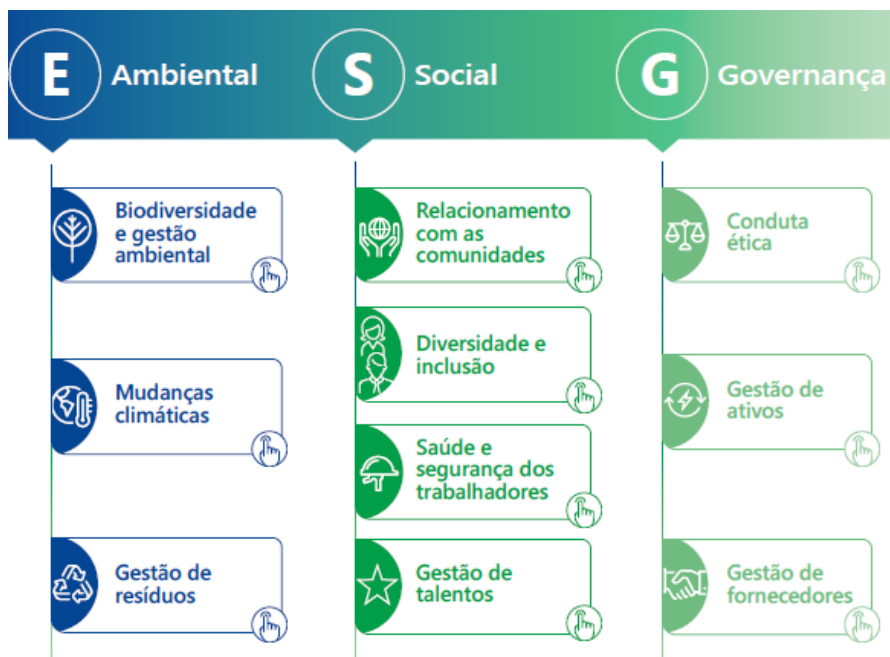 E Ambiental
Biodiversidade
e gestão
ambiental
Mudanças
climáticas
Gestão de
resíduos
S Social
Relacionamento
com as
comunidades
Diversidade e
inclusão
Saúde e
segurança dos
trabalhadores
Gestão de
talentos
G Governança
Conduta
ética
Gestão de
ativos
Gestão de
fornecedores